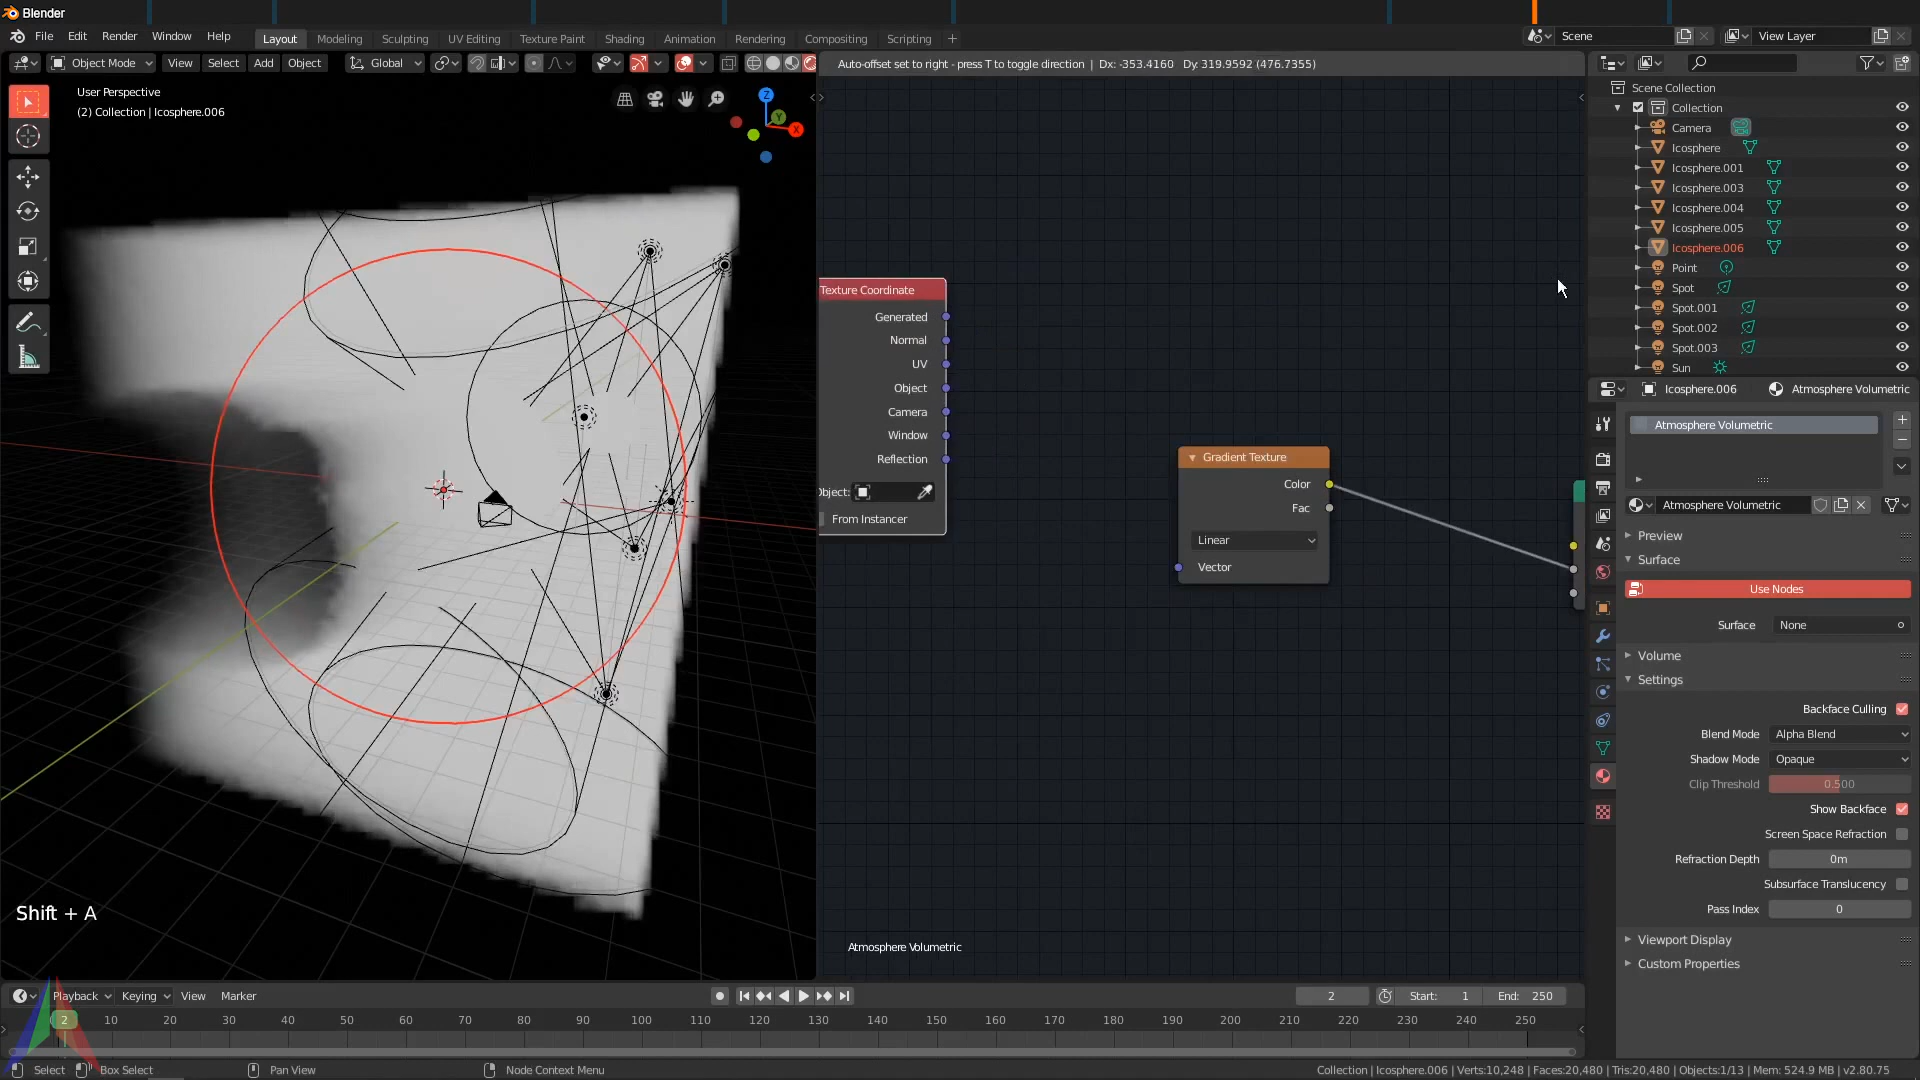 Blender
File Edit Render Window Help
Layout Modeling Sculpting UV Editing Texture Paint Shading Animation Rendering Compositing Scripting +
Scene
View Layer
Object Mode View Select Add Object Global
Auto-offset set to right - press T to toggle direction | Dx: -353.4160 Dy: 319.9592 (476.7355)
User Perspective
(2) Collection | Icosphere.006
Z
Y
X
Texture Coordinate
Generated
Normal
UV
Object
Camera
Window
Reflection
Object:
From Instancer
Gradient Texture
Color
Fac
Linear
Vector
Atmosphere Volumetric
Shift + A
Scene Collection
Collection
Camera
Icosphere
Icosphere.001
Icosphere.003
Icosphere.004
Icosphere.005
Icosphere.006
Point
Spot
Spot.001
Spot.002
Spot.003
Sun
Icosphere.006 Atmosphere Volumetric
Atmosphere Volumetric
Atmosphere Volumetric
Preview
Surface
Use Nodes
Surface None
Volume
Settings
Backface Culling
Blend Mode Alpha Blend
Shadow Mode Opaque
Clip Threshold 0.500
Show Backface
Screen Space Refraction
Refraction Depth 0m
Subsurface Translucency
Pass Index 0
Viewport Display
Custom Properties
Playback Keying View Marker
2 Start: 1 End: 250
2 10 20 30 40 50 60 70 80 90 100 110 120 130 140 150 160 170 180 190 200 210 220 230 240 250
Select Box Select Pan View Node Context Menu
Collection | Icosphere.006 | Verts:10,248 | Faces:20,480 | Tris:20,480 | Objects:1/13 | Mem: 524.9 MB | v2.80.75